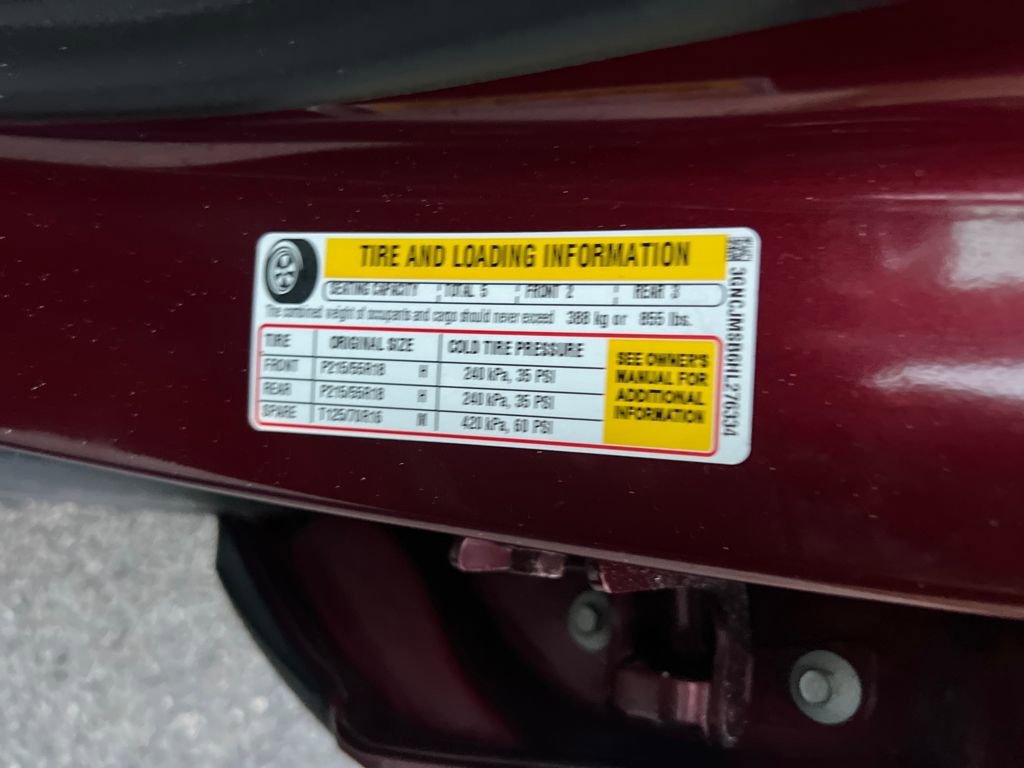 TIRE AND LOADING INFORMATION
SEATING CAPACITY TOTAL 5 FRONT 2 REAR 3
The combined weight of occupants and cargo should never exceed 388 kg or 855 lbs.
TIRE ORIGINAL SIZE COLD TIRE PRESSURE
FRONT P215/55R18 H 240 kPa, 35 PSI
REAR P215/55R18 H 240 kPa, 35 PSI
SPARE T125/70R16 M 420 kPa, 60 PSI
SEE OWNER'S
MANUAL FOR
ADDITIONAL
INFORMATION